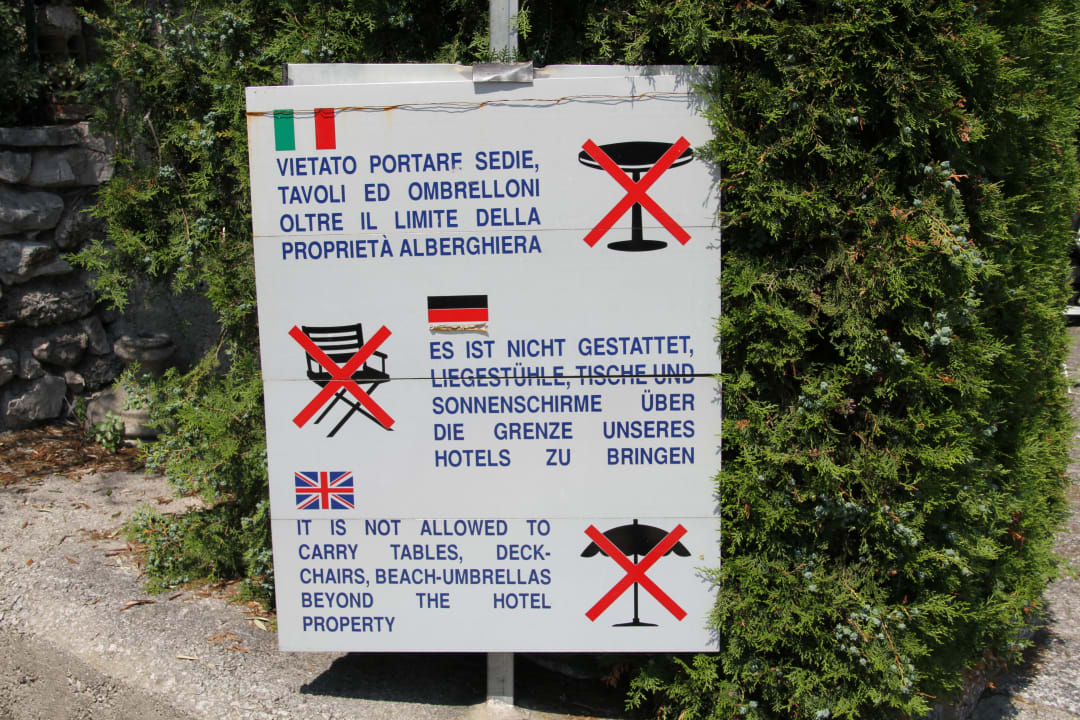 VIETATO PORTARE SEDIE,
TAVOLI ED OMBRELLONI
OLTRE IL LIMITE DELLA
PROPRIETÀ ALBERGHIERA
ES IST NICHT GESTATTET,
LIEGESTÜHLE, TISCHE UND
SONNENSCHIRME ÜBER
DIE GRENZE UNSERES
HOTELS ZU BRINGEN
IT IS NOT ALLOWED TO
CARRY TABLES, DECK-
CHAIRS, BEACH-UMBRELLAS
BEYOND THE HOTEL
PROPERTY